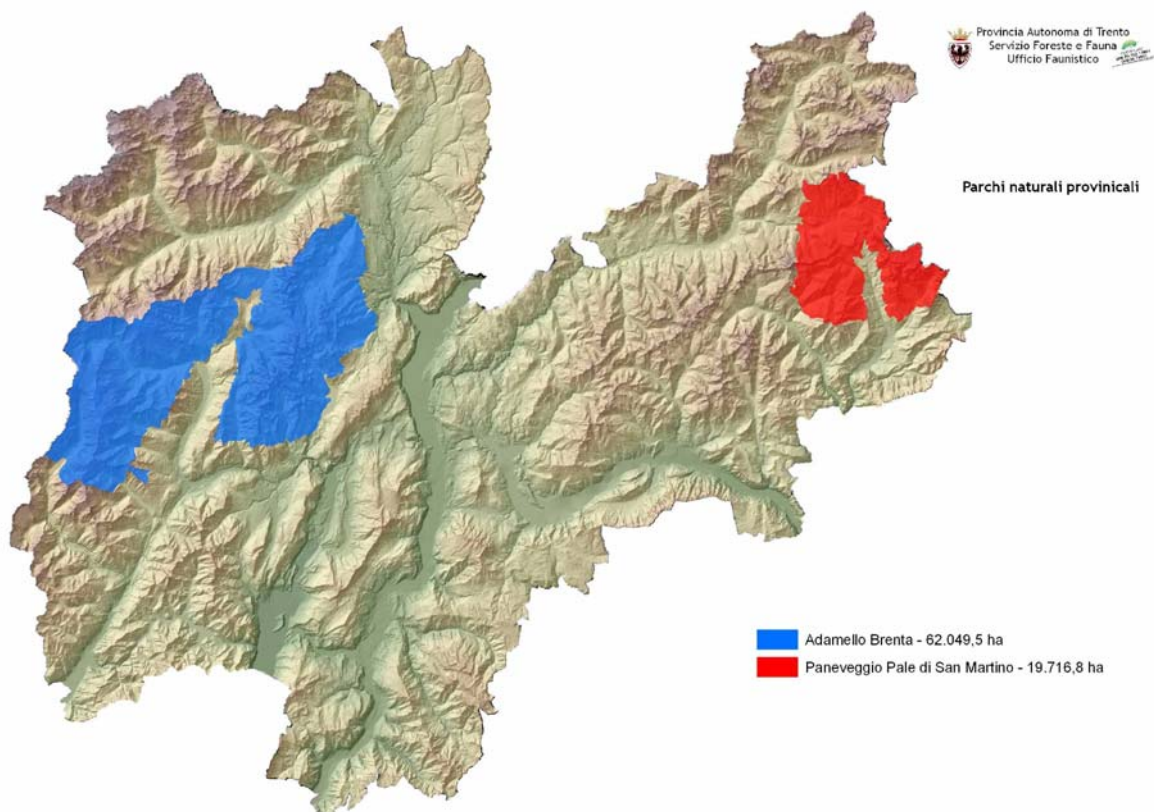 Provincia Autonoma di Trento
Servizio Foreste e Fauna
Ufficio Faunistico
Parchi naturali provinicali
Adamello Brenta - 62.049,5 ha
Paneveggio Pale di San Martino - 19.716,8 ha